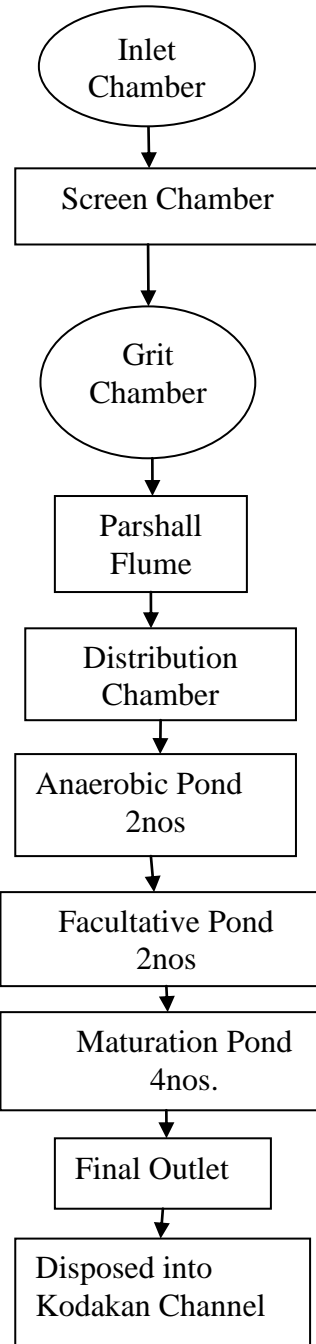 Inlet
Chamber
Screen Chamber
Grit
Chamber
Parshall
Flume
Distribution
Chamber
Anaerobic Pond
2nos
Facultative Pond
2nos
Maturation Pond
4nos.
Final Outlet
Disposed into
Kodakan Channel